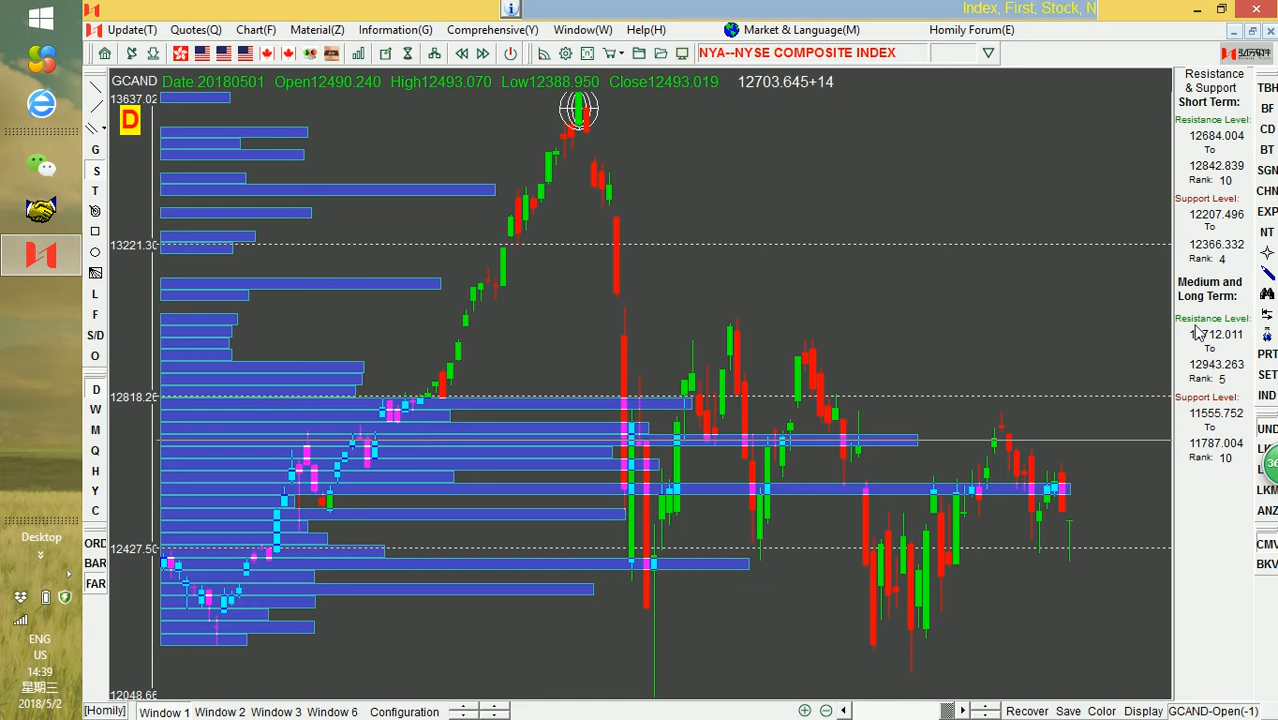 Index, First; Stock, N
Update(T) Quotes(Q) Chart(F) Material(Z) Information(G) Comprehensive(V) Window(W) Help(H) Market & Language(M) Homily Forum(E)
NYA--NYSE COMPOSITE INDEX
GCAND Date 20180501 Open12490.240 High12493.070 Low12388.950 Close12493.019 12703.645+14
13637.02
D
13221.30
12818.26
12427.50
12048.66
G
S
T
L
F
S/D
O
D
W
M
Q
H
Y
C
ORD
BAR
FAR
Resistance
& Support
Short Term:
Resistance Level:
12684.004
To
12842.839
Rank: 10
Support Level:
12207.496
To
12366.332
Rank: 4
Medium and
Long Term:
Resistance Level:
712.011
To
12943.263
Rank: 5
Support Level:
11555.752
To
11787.004
Rank: 10
TBH
BF
CD
BT
SGN
CHN
EXP
NT
PRT
SET
IND
UND
LKM
ANZ
CMV
BKV
Desktop
ENG
US
14:39
星期三
2018/5/2
[Homily] Window 1 Window 2 Window 3 Window 6 Configuration Recover Save Color Display GCAND-Open(-1)